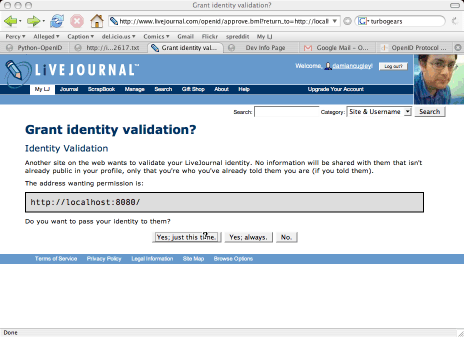 Grant identity validation?
http://www.livejournal.com/openid/approve.bml?return_to=http://locall
turbogears
Percy Alleged Caption del.icio.us Comics Gmail Flickr spreddit My LJ
Python-OpenID
http://l...2617.txt
Grant identity val...
Dev Info Page
Google Mail - O...
OpenID Protocol ...
LiVEJOURNAL™
Welcome, damiancugley!
Log out?
My LJ Journal ScrapBook Manage Search Gift Shop About Help Upgrade Your Account
Search: Category: Site & Username Search
Grant identity validation?
Identity Validation
Another site on the web wants to validate your LiveJournal identity. No information will be shared with them that isn't
already public in your profile, only that you're who you've already told them you are (if you told them).
The address wanting permission is:
http://localhost:8080/
Do you want to pass your identity to them?
Yes; just this time. Yes; always. No.
Terms of Service Privacy Policy Legal Information Site Map Browse Options
Done